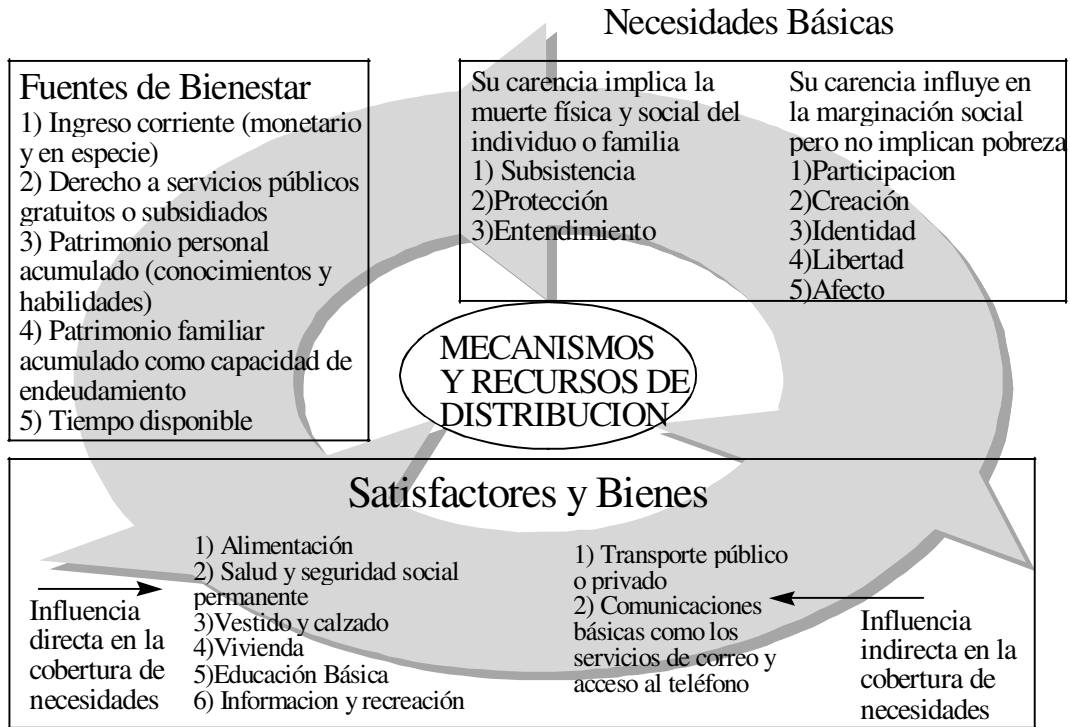 Necesidades Básicas
Fuentes de Bienestar
1) Ingreso corriente (monetario
y en especie)
2) Derecho a servicios públicos
gratuitos o subsidiados
3) Patrimonio personal
acumulado (conocimientos y
habilidades)
4) Patrimonio familiar
acumulado como capacidad de
endeudamiento
5) Tiempo disponible
Su carencia implica la
muerte física y social del
individuo o familia
1) Subsistencia
2)Protección
3)Entendimiento
Su carencia influye en
la marginación social
pero no implican pobreza
1)Participacion
2)Creación
3)Identidad
4)Libertad
5)Afecto
MECANISMOS
Y RECURSOS DE
DISTRIBUCION
Satisfactores y Bienes
Influencia
directa en la
cobertura de
necesidades
1) Alimentación
2) Salud y seguridad social
permanente
3)Vestido y calzado
4)Vivienda
5)Educación Básica
6) Informacion y recreación
1) Transporte público
o privado
2) Comunicaciones
básicas como los
servicios de correo y
acceso al teléfono
Influencia
indirecta en la
cobertura de
necesidades